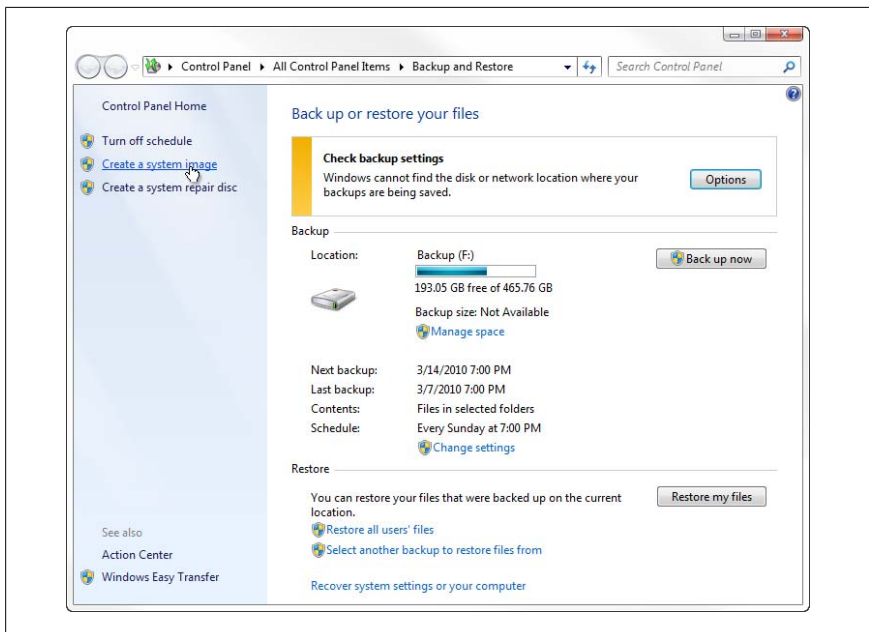 Control Panel ▸ All Control Panel Items ▸ Backup and Restore
Search Control Panel
Control Panel Home
Turn off schedule
Create a system image
Create a system repair disc
See also
Action Center
Windows Easy Transfer
Back up or restore your files
Check backup settings
Windows cannot find the disk or network location where your
backups are being saved.
Options
Backup
Location:
Backup (F:)
Back up now
193.05 GB free of 465.76 GB
Backup size: Not Available
Manage space
Next backup: 3/14/2010 7:00 PM
Last backup: 3/7/2010 7:00 PM
Contents: Files in selected folders
Schedule: Every Sunday at 7:00 PM
Change settings
Restore
You can restore your files that were backed up on the current
location.
Restore my files
Restore all users' files
Select another backup to restore files from
Recover system settings or your computer